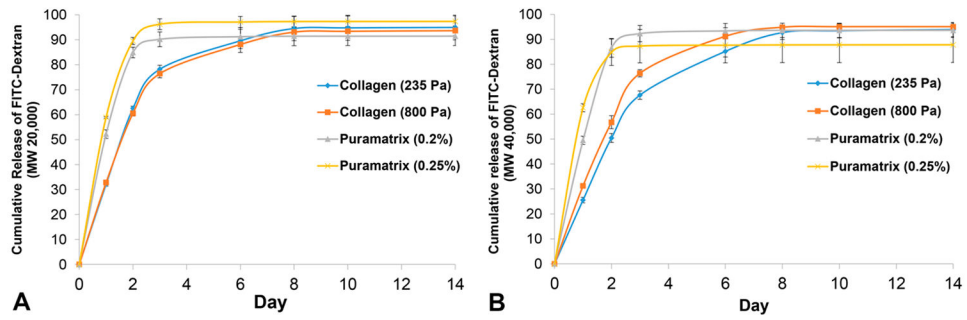 Cumulative Release of FITC-Dextran
(MW 20,000)
100
90
80
70
60
50
40
30
20
10
0
0 2 4 6 8 10 12 14
Day
Collagen (235 Pa)
Collagen (800 Pa)
Puramatrix (0.2%)
Puramatrix (0.25%)
A
Cumulative release of FITC-Dextran
(MW 40,000)
100
90
80
70
60
50
40
30
20
10
0
0 2 4 6 8 10 12 14
Day
Collagen (235 Pa)
Collagen (800 Pa)
Puramatrix (0.2%)
Puramatrix (0.25%)
B